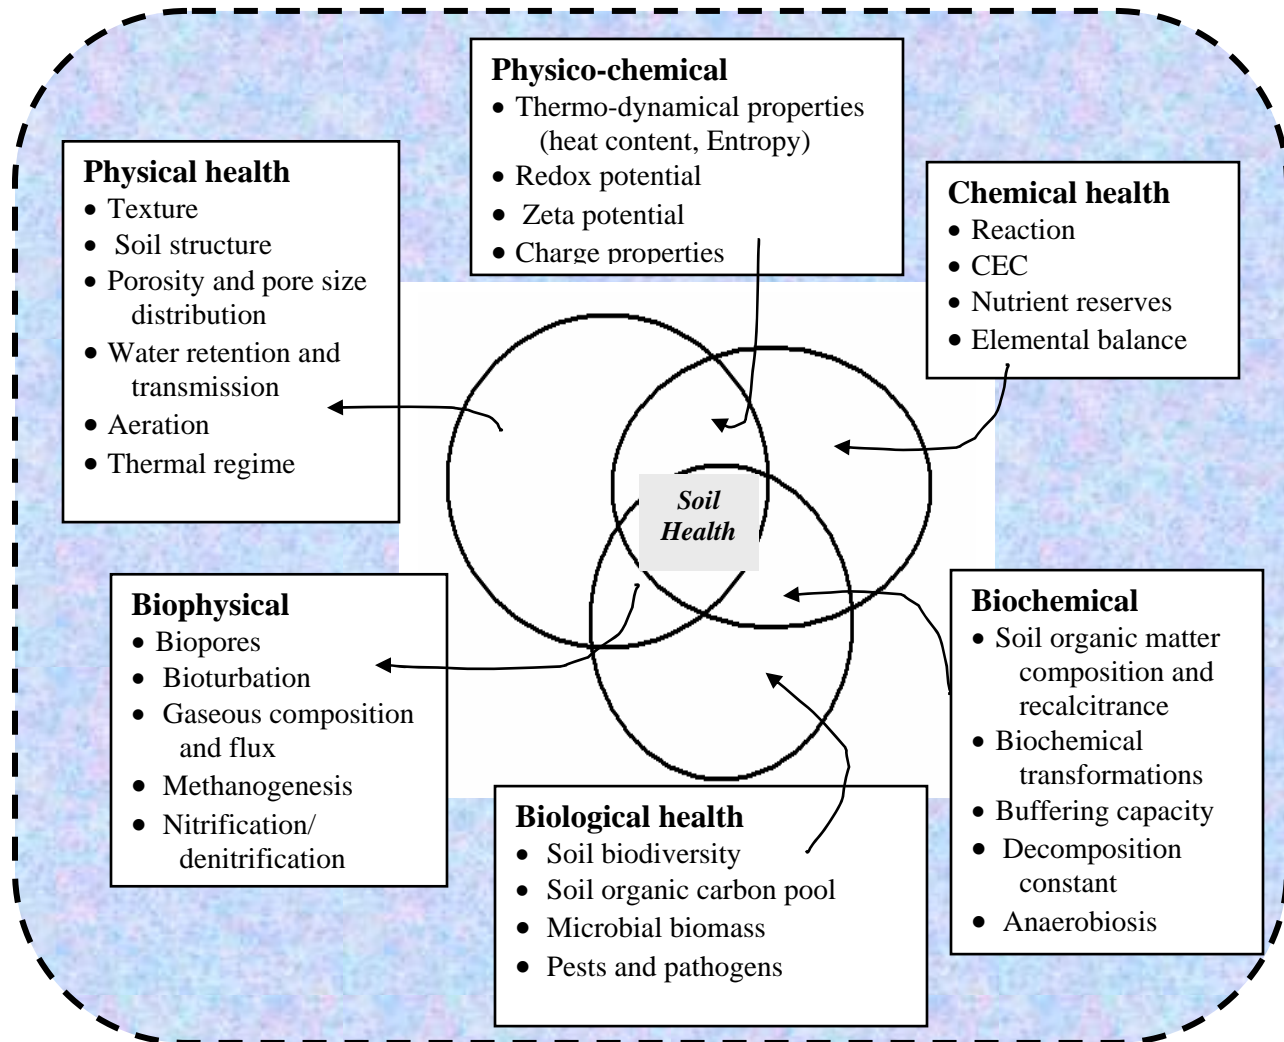 Physico-chemical
• Thermo-dynamical properties
(heat content, Entropy)
• Redox potential
• Zeta potential
• Charge properties
Physical health
• Texture
• Soil structure
• Porosity and pore size
distribution
• Water retention and
transmission
• Aeration
• Thermal regime
Chemical health
• Reaction
• CEC
• Nutrient reserves
• Elemental balance
Soil
Health
Biophysical
• Biopores
• Bioturbation
• Gaseous composition
and flux
• Methanogenesis
• Nitrification/
denitrification
Biochemical
• Soil organic matter
composition and
recalcitrance
• Biochemical
transformations
• Buffering capacity
• Decomposition
constant
• Anaerobiosis
Biological health
• Soil biodiversity
• Soil organic carbon pool
• Microbial biomass
• Pests and pathogens